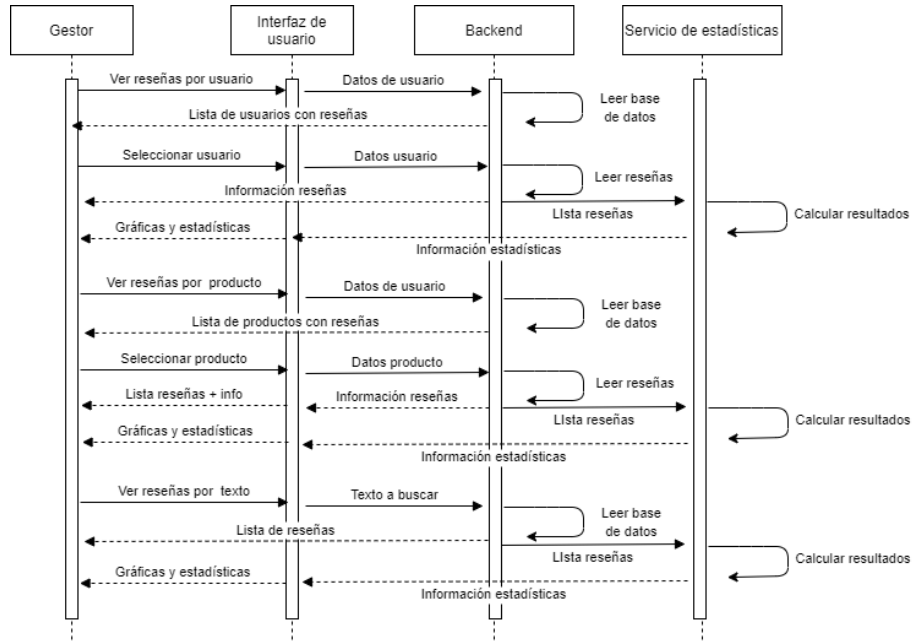 Gestor
Interfaz de
usuario
Backend
Servicio de estadísticas
Ver reseñas por usuario
Datos de usuario
Leer base
de datos
Lista de usuarios con reseñas
Seleccionar usuario
Datos usuario
Leer reseñas
Información reseñas
LIsta reseñas
Calcular resultados
Gráficas y estadísticas
Información estadísticas
Ver reseñas por producto
Datos de usuario
Leer base
de datos
Lista de productos con reseñas
Seleccionar producto
Datos producto
Leer reseñas
Lista reseñas + info
Información reseñas
LIsta reseñas
Calcular resultados
Gráficas y estadísticas
Información estadísticas
Ver reseñas por texto
Texto a buscar
Leer base
de datos
Lista de reseñas
LIsta reseñas
Calcular resultados
Gráficas y estadísticas
Información estadísticas